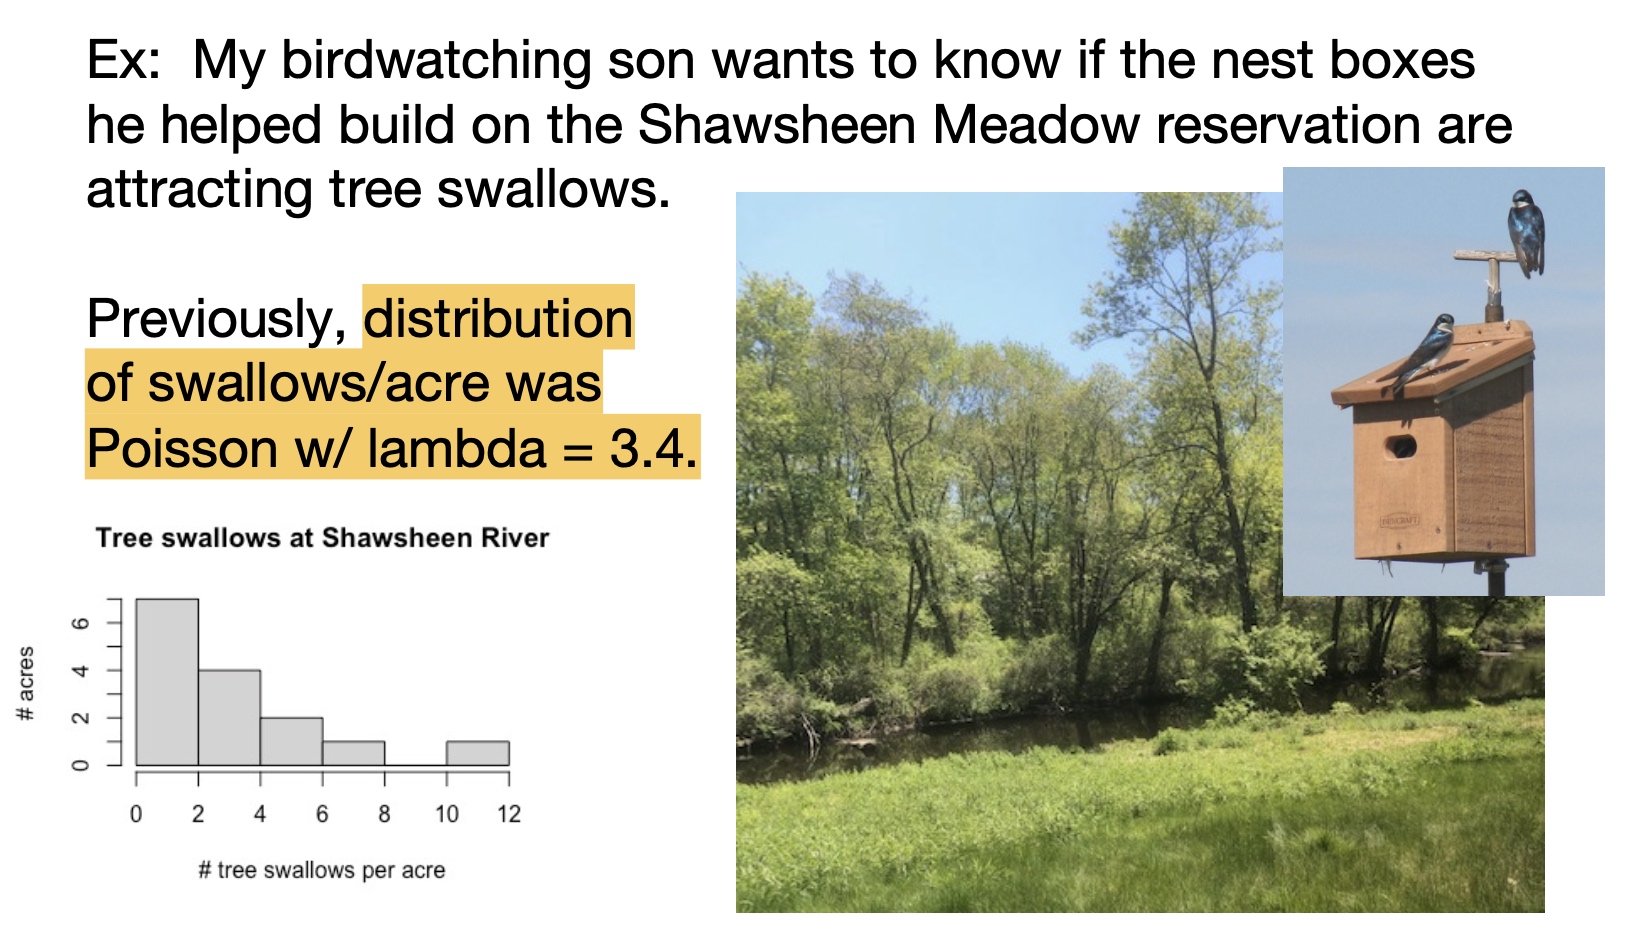 Ex:  My birdwatching son wants to know if the nest boxes
he helped build on the Shawsheen Meadow reservation are
attracting tree swallows.
Previously, distribution
of swallows/acre was
Poisson w/ lambda = 3.4.
Tree swallows at Shawsheen River
# acres
6
4
2
0
0 2 4 6 8 10 12
# tree swallows per acre